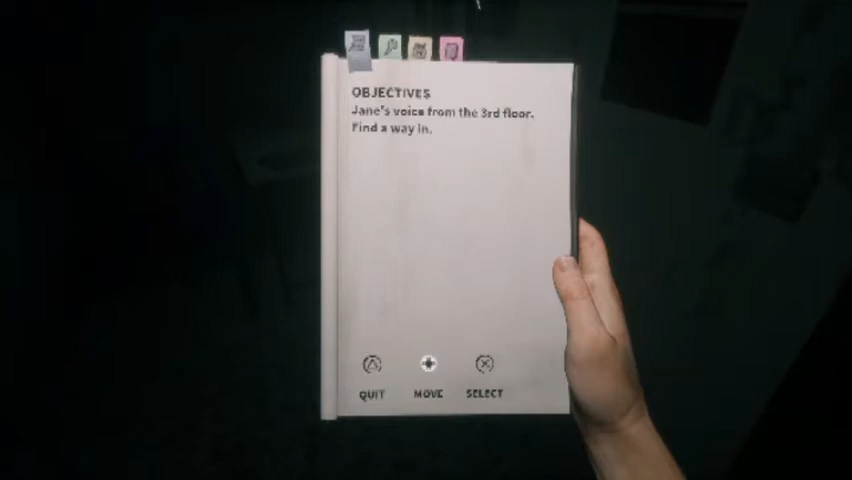 OBJECTIVES
Jane's voice from the 3rd floor.
Find a way in.
QUIT MOVE SELECT